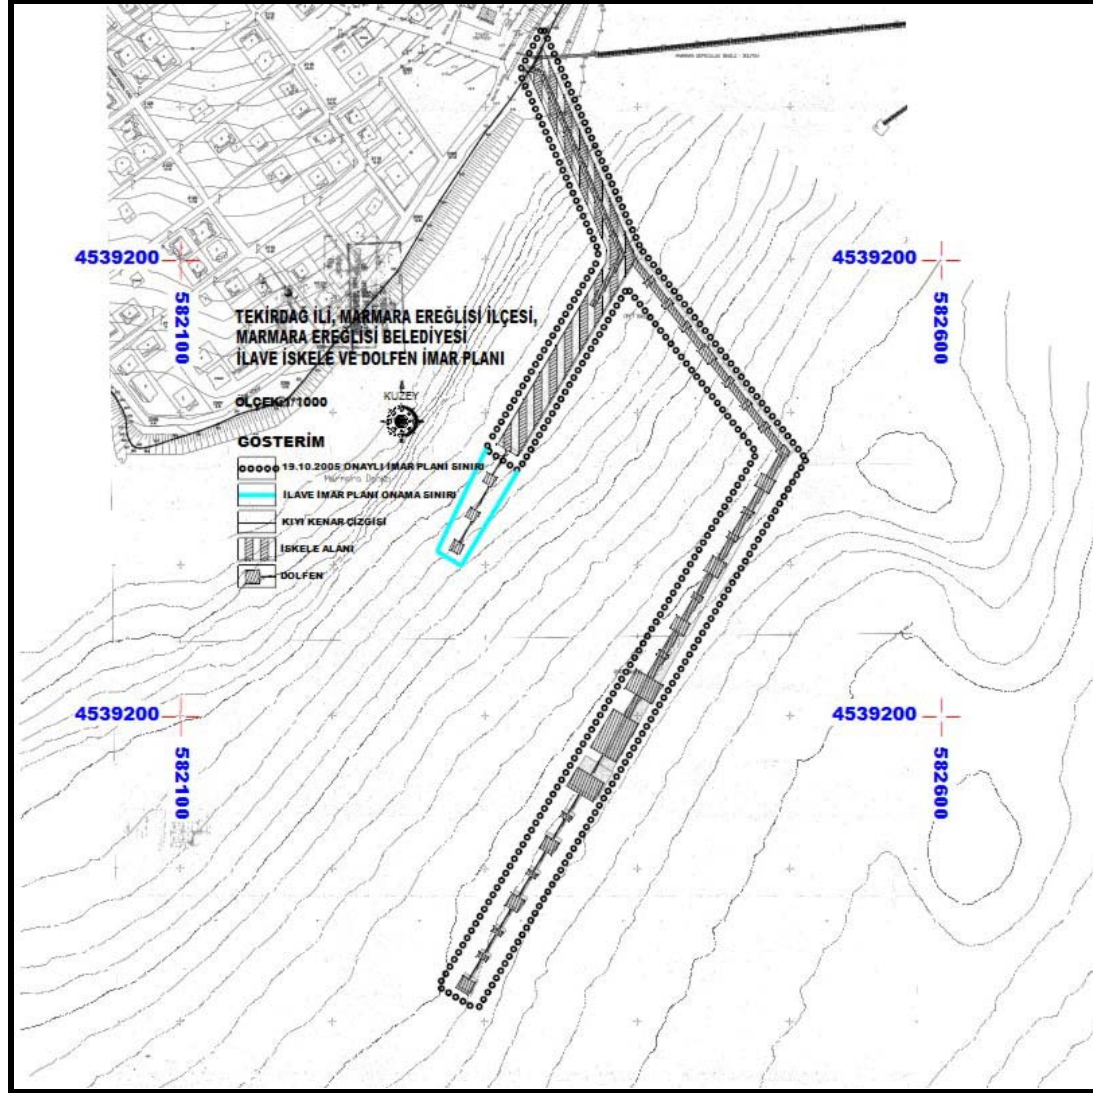 4539200
4539200
582100
582600
TEKİRDAĞ İLİ, MARMARA EREĞLİSİ İLÇESİ,
MARMARA EREĞLİSİ BELEDİYESİ
İLAVE İSKELE VE DOLFEN İMAR PLANI
ÖLÇEK:1/1000
KUZEY
GÖSTERİM
19.10.2005 ONAYLI İMAR PLANI SINIRI
Marmara Denizi
İLAVE İMAR PLANI ONAMA SINIRI
KIYI KENAR ÇİZGİSİ
İSKELE ALANI
DOLFEN
4539200
4539200
582100
582600